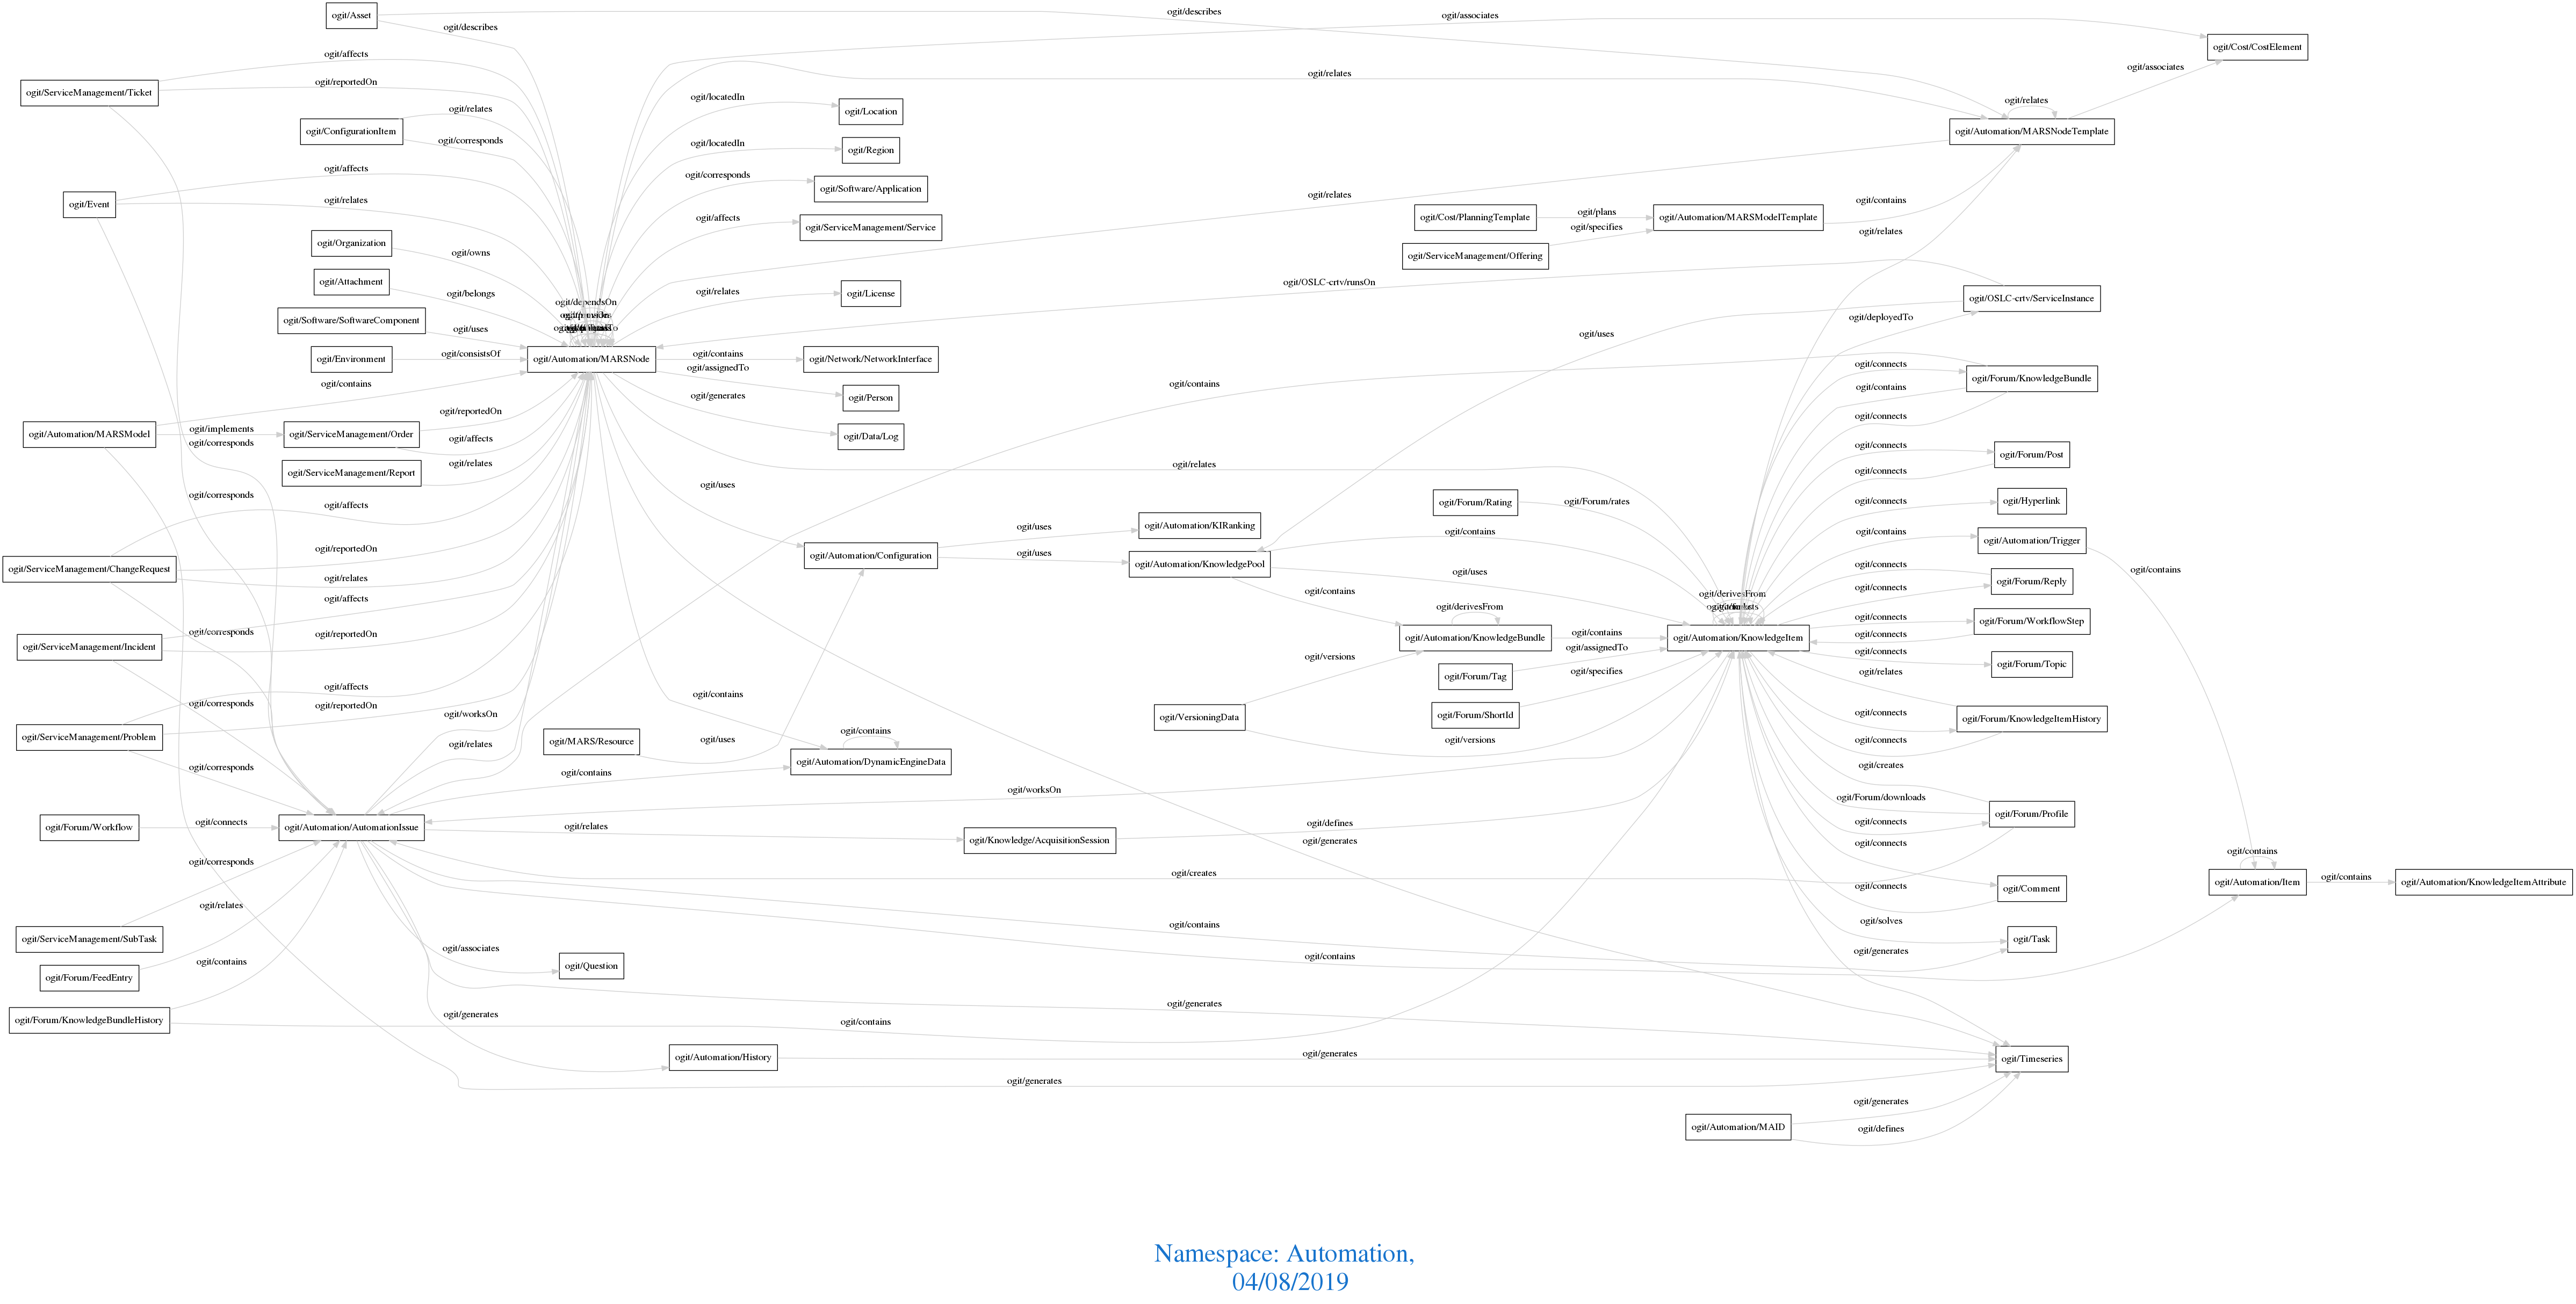 ogit/Asset
ogit/describes
ogit/describes
ogit/associates
ogit/Cost/CostElement
ogit/affects
ogit/associates
ogit/reportedOn
ogit/relates
ogit/ServiceManagement/Ticket
ogit/locatedIn
ogit/relates
ogit/relates
ogit/Location
ogit/ConfigurationItem
ogit/Automation/MARSNodeTemplate
ogit/corresponds
ogit/locatedIn
ogit/Region
ogit/affects
ogit/corresponds
ogit/Software/Application
ogit/relates
ogit/relates
ogit/contains
ogit/Event
ogit/affects
ogit/ServiceManagement/Service
ogit/Cost/PlanningTemplate
ogit/plans
ogit/Automation/MARSModelTemplate
ogit/specifies
ogit/relates
ogit/Organization
ogit/owns
ogit/ServiceManagement/Offering
ogit/Attachment
ogit/belongs
ogit/OSLC-crtv/runsOn
ogit/relates
ogit/License
ogit/OSLC-crtv/ServiceInstance
ogit/dependsOn
ogit/Software/SoftwareComponent
ogit/uses
ogit/deployedTo
ogit/uses
ogit/Environment
ogit/consistsOf
ogit/Automation/MARSNode
ogit/contains
ogit/Network/NetworkInterface
ogit/assignedTo
ogit/connects
ogit/Forum/KnowledgeBundle
ogit/contains
ogit/contains
ogit/contains
ogit/generates
ogit/Person
ogit/reportedOn
ogit/connects
ogit/Automation/MARSModel
ogit/implements
ogit/ServiceManagement/Order
ogit/affects
ogit/Data/Log
ogit/corresponds
ogit/connects
ogit/Forum/Post
ogit/ServiceManagement/Report
ogit/relates
ogit/relates
ogit/connects
ogit/uses
ogit/corresponds
ogit/affects
ogit/Forum/Rating
ogit/Forum/rates
ogit/connects
ogit/Hyperlink
ogit/uses
ogit/Automation/KIRanking
ogit/contains
ogit/contains
ogit/Automation/Trigger
ogit/reportedOn
ogit/Automation/Configuration
ogit/uses
ogit/Automation/KnowledgePool
ogit/uses
ogit/connects
ogit/contains
ogit/ServiceManagement/ChangeRequest
ogit/relates
ogit/contains
ogit/connects
ogit/Forum/Reply
ogit/affects
ogit/derivesFrom
ogit/derivesFrom
ogit/connects
ogit/Forum/WorkflowStep
ogit/corresponds
ogit/reportedOn
ogit/Automation/KnowledgeBundle
ogit/contains
ogit/Automation/KnowledgeItem
ogit/connects
ogit/ServiceManagement/Incident
ogit/versions
ogit/assignedTo
ogit/connects
ogit/Forum/Topic
ogit/Forum/Tag
ogit/specifies
ogit/relates
ogit/affects
ogit/contains
ogit/corresponds
ogit/reportedOn
ogit/worksOn
ogit/VersioningData
ogit/Forum/ShortId
ogit/connects
ogit/Forum/KnowledgeItemHistory
ogit/ServiceManagement/Problem
ogit/relates
ogit/MARS/Resource
ogit/uses
ogit/contains
ogit/versions
ogit/connects
ogit/corresponds
ogit/contains
ogit/Automation/DynamicEngineData
ogit/creates
ogit/worksOn
ogit/Forum/downloads
ogit/Forum/Workflow
ogit/connects
ogit/Automation/AutomationIssue
ogit/relates
ogit/Knowledge/AcquisitionSession
ogit/defines
ogit/generates
ogit/connects
ogit/Forum/Profile
ogit/connects
ogit/contains
ogit/corresponds
ogit/creates
ogit/connects
ogit/Comment
ogit/Automation/Item
ogit/contains
ogit/Automation/KnowledgeItemAttribute
ogit/relates
ogit/contains
ogit/solves
ogit/ServiceManagement/SubTask
ogit/associates
ogit/contains
ogit/generates
ogit/Task
ogit/contains
ogit/Question
ogit/Forum/FeedEntry
ogit/generates
ogit/Forum/KnowledgeBundleHistory
ogit/generates
ogit/contains
ogit/Automation/History
ogit/generates
ogit/Timeseries
ogit/generates
ogit/generates
ogit/Automation/MAID
ogit/defines
Namespace: Automation,
04/08/2019